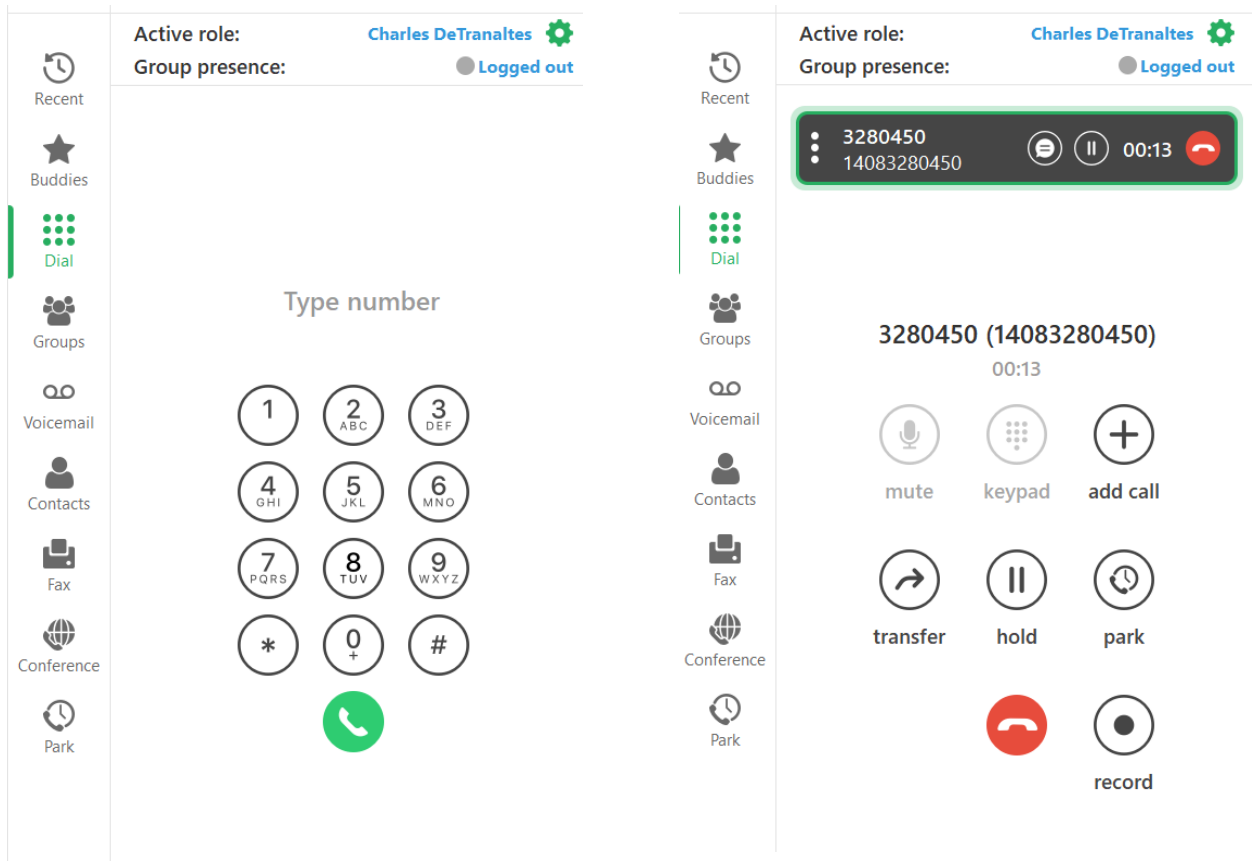 Active role: Charles DeTranaltes
Group presence: Logged out
Recent
Buddies
Dial
Groups
Voicemail
Contacts
Fax
Conference
Park
Type number
1 2 ABC 3 DEF
4 GHI 5 JKL 6 MNO
7 PQRS 8 TUV 9 WXYZ
* 0 + #
Active role: Charles DeTranaltes
Group presence: Logged out
Recent
Buddies
Dial
Groups
Voicemail
Contacts
Fax
Conference
Park
3280450
14083280450
00:13
3280450 (14083280450)
00:13
mute keypad add call
transfer hold park
record